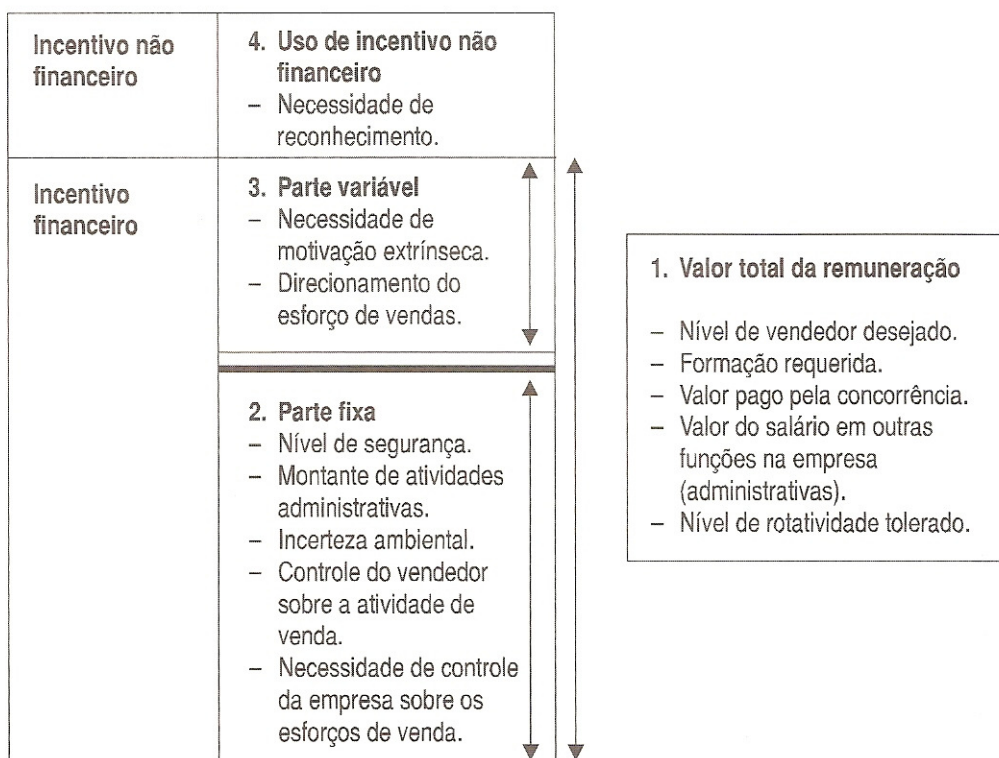 Incentivo não
financeiro
4. Uso de incentivo não
financeiro
– Necessidade de
reconhecimento.
Incentivo
financeiro
3. Parte variável
– Necessidade de
motivação extrínseca.
– Direcionamento do
esforço de vendas.
2. Parte fixa
– Nível de segurança.
– Montante de atividades
administrativas.
– Incerteza ambiental.
– Controle do vendedor
sobre a atividade de
venda.
– Necessidade de controle
da empresa sobre os
esforços de venda.
1. Valor total da remuneração
– Nível de vendedor desejado.
– Formação requerida.
– Valor pago pela concorrência.
– Valor do salário em outras
funções na empresa
(administrativas).
– Nível de rotatividade tolerado.